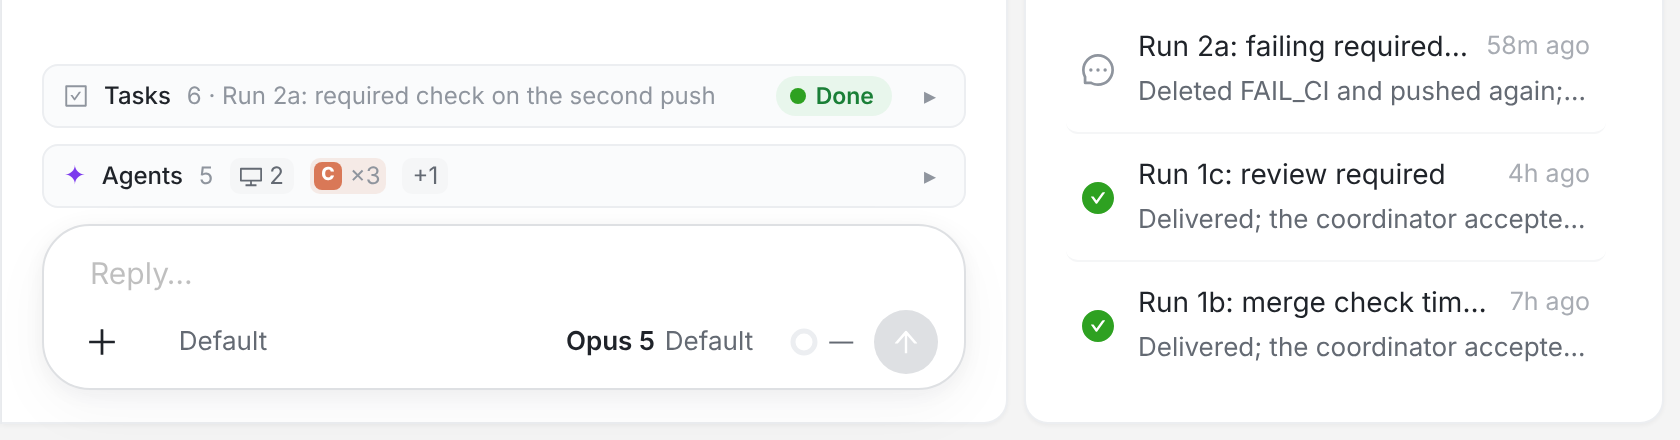 Tasks 6 · Run 2a: required check on the second push Done
Agents 5 2 C ×3 +1
Reply...
Default Opus 5 Default —
Run 2a: failing required... 58m ago
Deleted FAIL_CI and pushed again;...
Run 1c: review required 4h ago
Delivered; the coordinator accepte...
Run 1b: merge check tim... 7h ago
Delivered; the coordinator accepte...